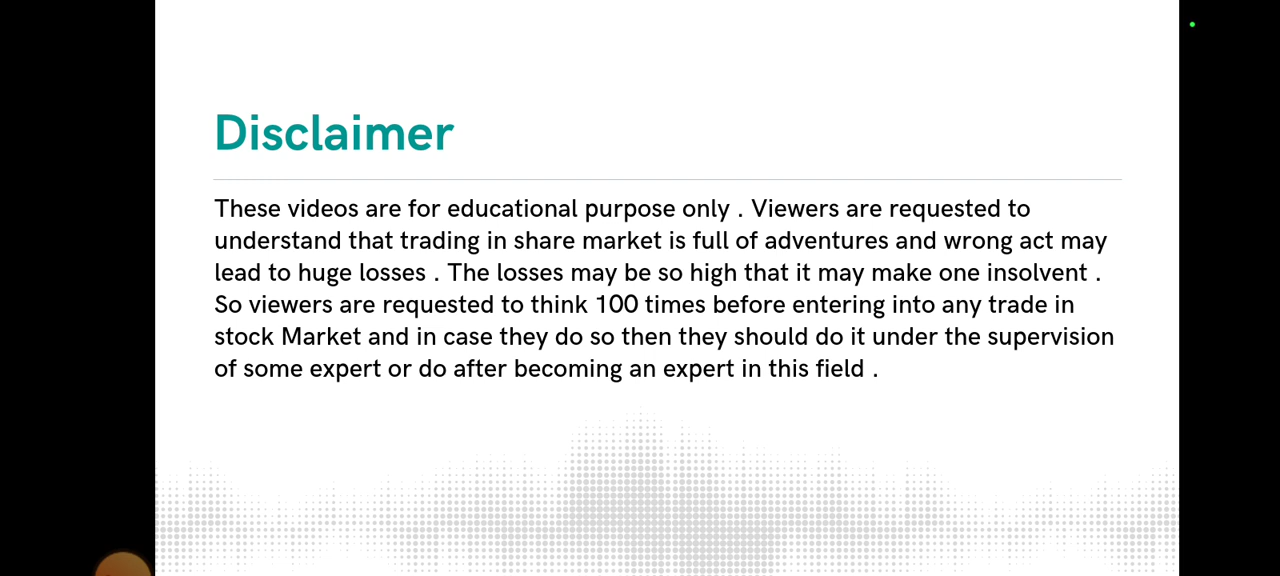 Disclaimer
These videos are for educational purpose only . Viewers are requested to
understand that trading in share market is full of adventures and wrong act may
lead to huge losses . The losses may be so high that it may make one insolvent .
So viewers are requested to think 100 times before entering into any trade in
stock Market and in case they do so then they should do it under the supervision
of some expert or do after becoming an expert in this field .